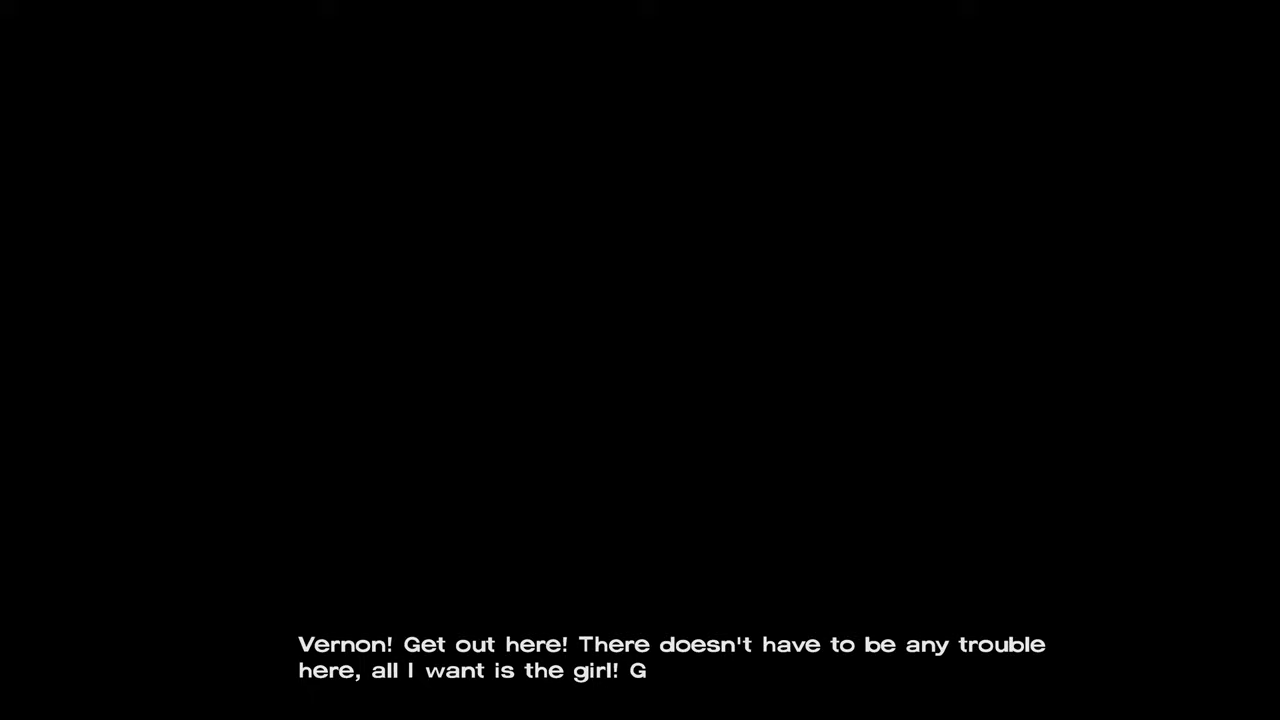 Vernon! Get out here! There doesn't have to be any trouble
here, all I want is the girl! G